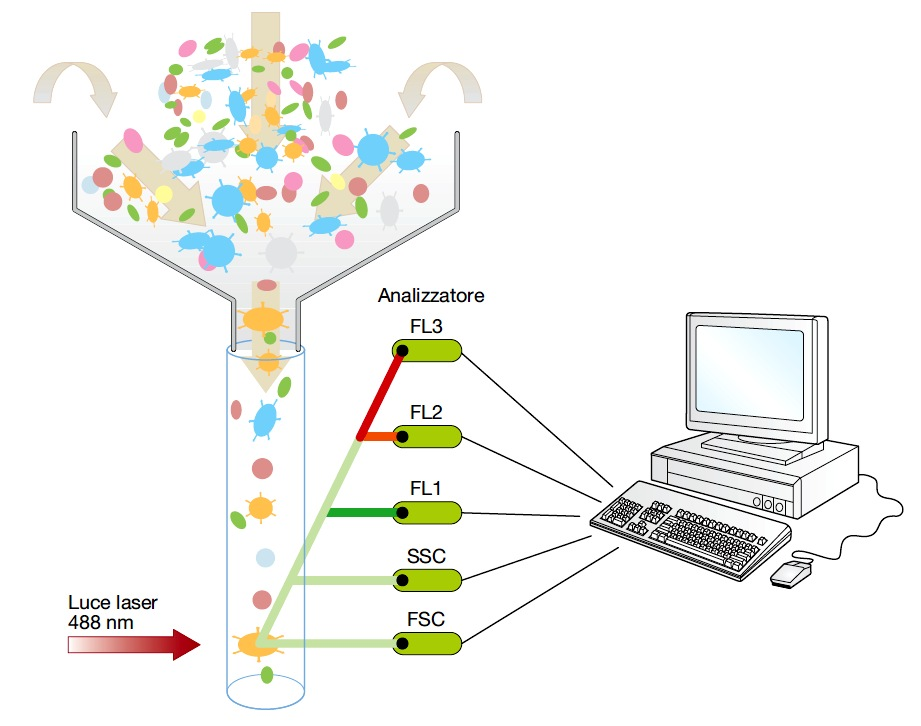 Analizzatore
FL3
FL2
FL1
SSC
FSC
Luce laser
488 nm